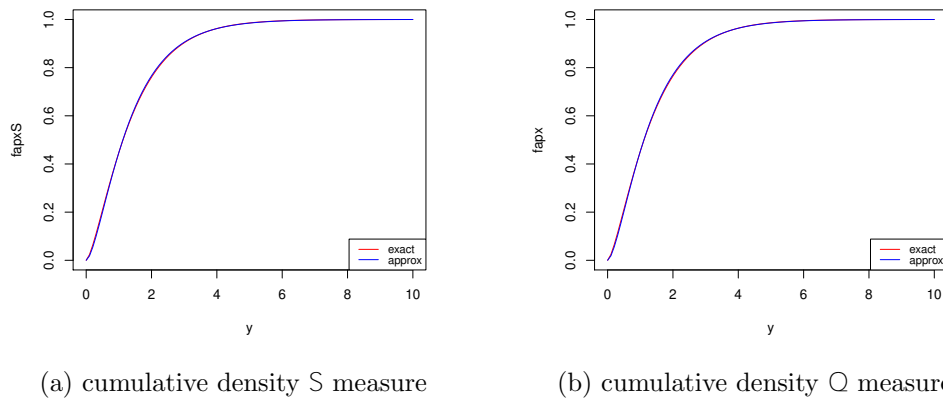 fapxS
1.0
0.8
0.6
0.4
0.2
0.0
0 2 4 6 8 10
y
exact
approx
(a) cumulative density 𝕊 measure
fapx
1.0
0.8
0.6
0.4
0.2
0.0
0 2 4 6 8 10
y
exact
approx
(b) cumulative density ℚ measure